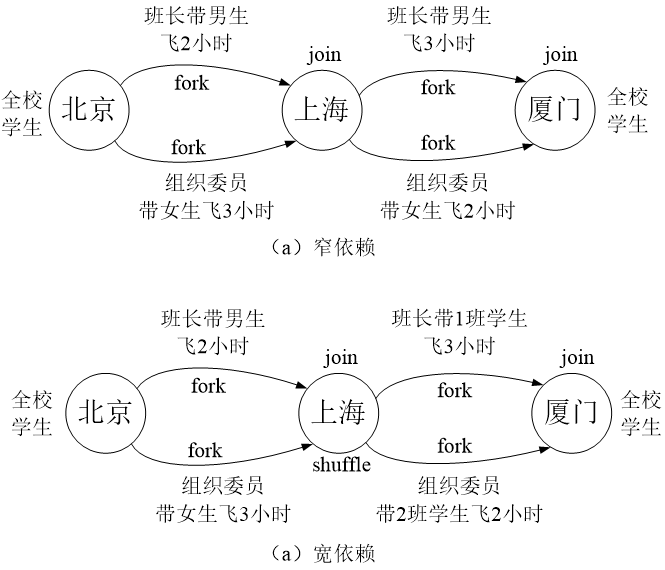 班长带男生
飞2小时
班长带男生
飞3小时
join
join
fork
fork
全校
学生
北京
上海
厦门
全校
学生
fork
fork
组织委员
带女生飞3小时
组织委员
带女生飞2小时
（a）窄依赖
班长带男生
飞2小时
班长带1班学生
飞3小时
join
join
fork
fork
全校
学生
北京
上海
厦门
全校
学生
fork
fork
shuffle
组织委员
带女生飞3小时
组织委员
带2班学生飞2小时
（a）宽依赖